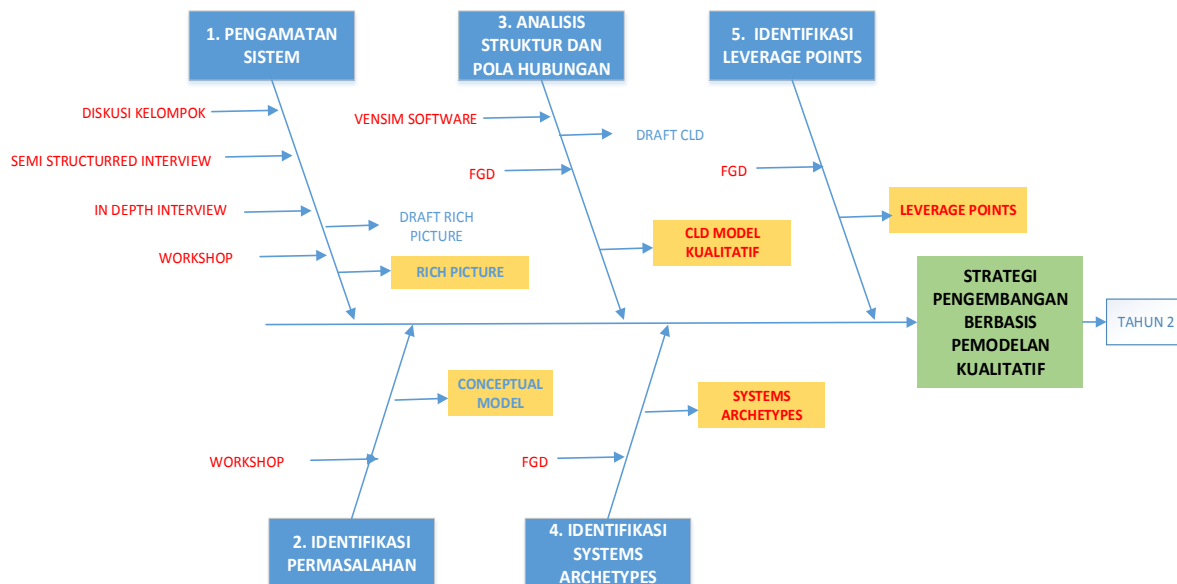 1. PENGAMATAN
SISTEM
3. ANALISIS
STRUKTUR DAN
POLA HUBUNGAN
5. IDENTIFIKASI
LEVERAGE POINTS
DISKUSI KELOMPOK
SEMI STRUCTURRED INTERVIEW
IN DEPTH INTERVIEW
WORKSHOP
DRAFT RICH
PICTURE
RICH PICTURE
VENSIM SOFTWARE
DRAFT CLD
FGD
CLD MODEL
KUALITATIF
FGD
LEVERAGE POINTS
STRATEGI
PENGEMBANGAN
BERBASIS
PEMODELAN
KUALITATIF
TAHUN 2
CONCEPTUAL
MODEL
WORKSHOP
SYSTEMS
ARCHETYPES
FGD
2. IDENTIFIKASI
PERMASALAHAN
4. IDENTIFIKASI
SYSTEMS
ARCHETYPES